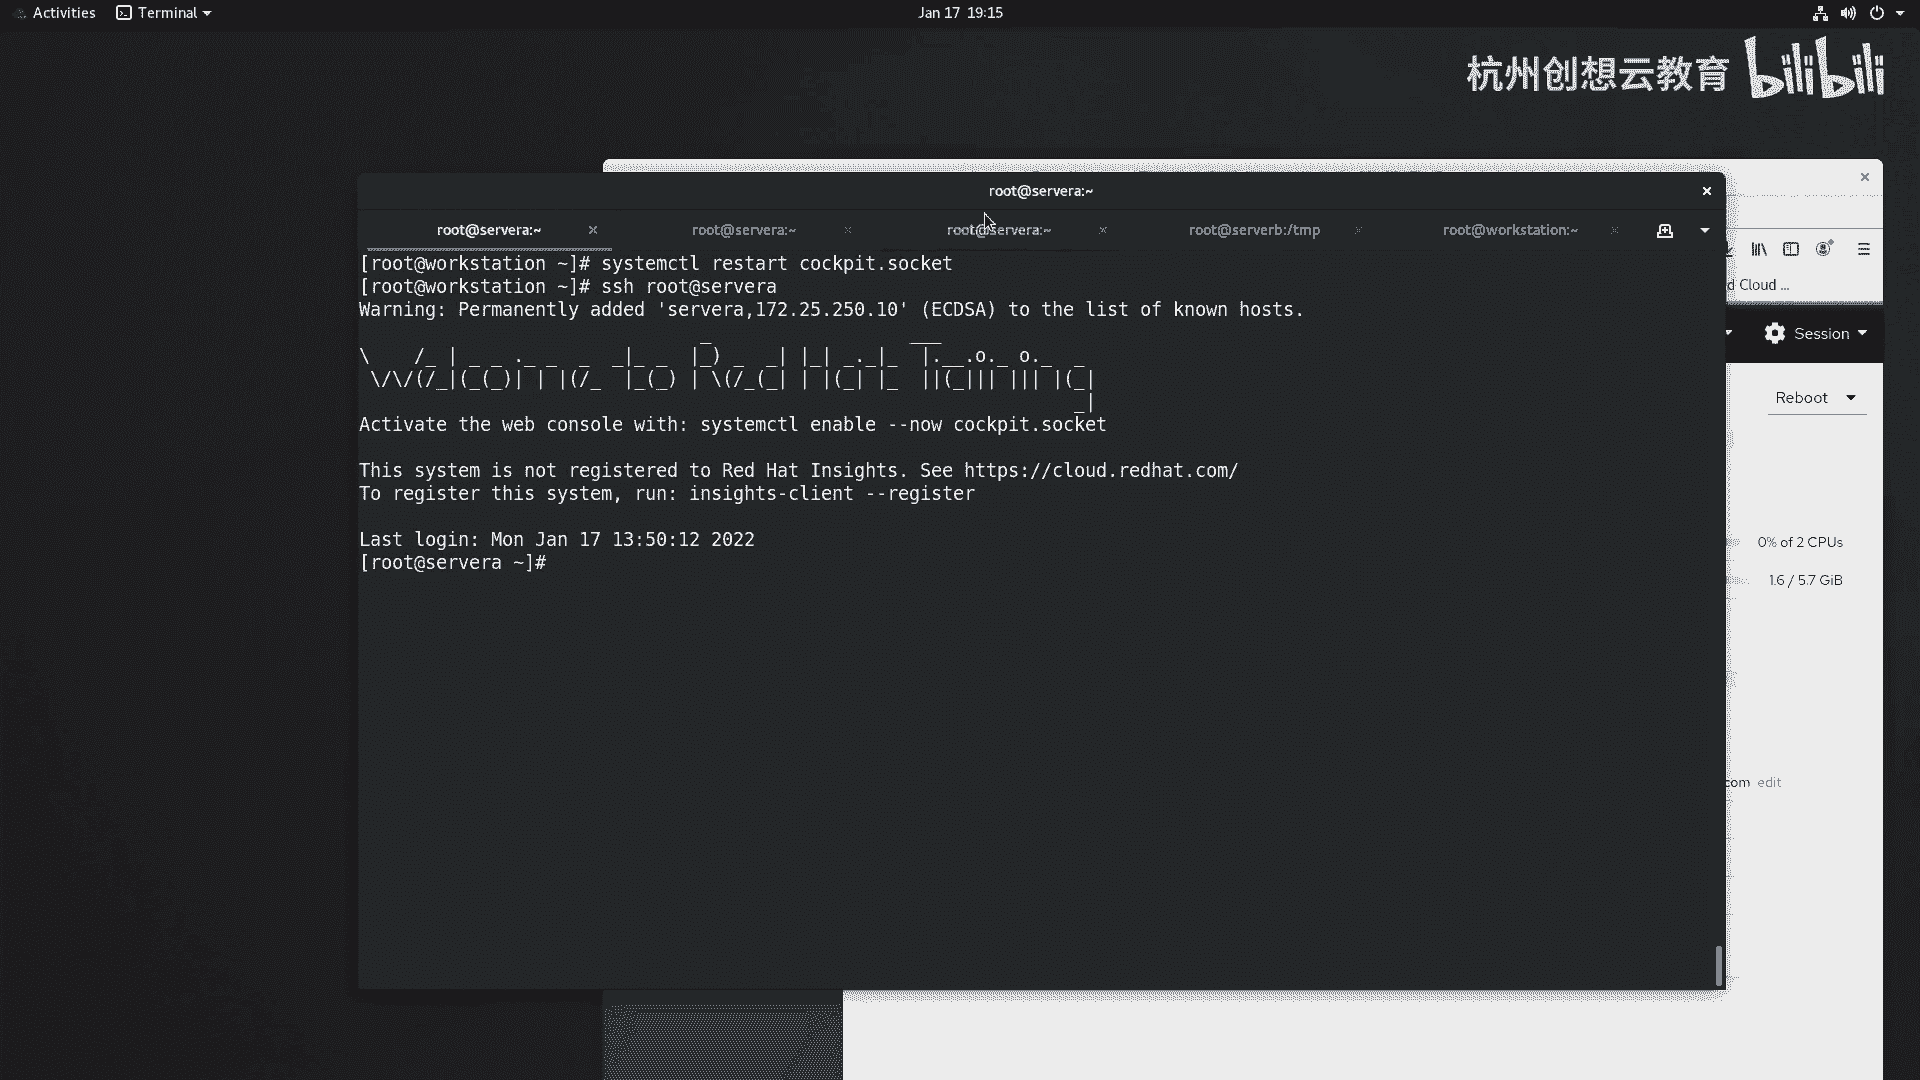 Activities
Terminal
Jan 17 19:15
杭州创想云教育 bilibili
root@servera:~
root@servera:~
root@servera:~
root@servera:~
root@serverb:/tmp
root@workstation:~
[root@workstation ~]# systemctl restart cockpit.socket
[root@workstation ~]# ssh root@servera
Warning: Permanently added 'servera,172.25.250.10' (ECDSA) to the list of known hosts.
Welcome to Red Hat Training
Activate the web console with: systemctl enable --now cockpit.socket
This system is not registered to Red Hat Insights. See https://cloud.redhat.com/
To register this system, run: insights-client --register
Last login: Mon Jan 17 13:50:12 2022
[root@servera ~]#
d Cloud ...
Session
Reboot
0% of 2 CPUs
1.6 / 5.7 GiB
com edit